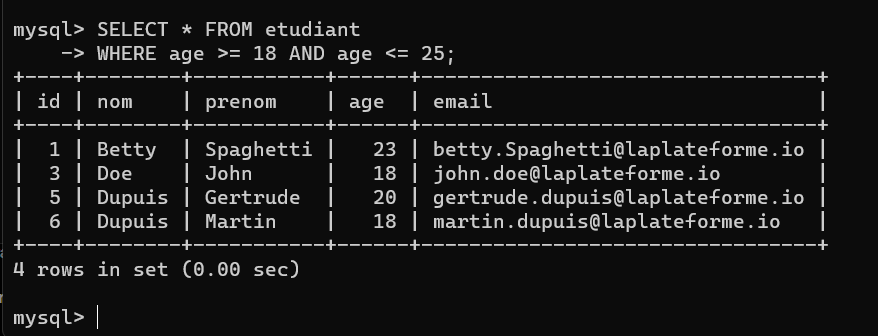 mysql> SELECT * FROM etudiant
    -> WHERE age >= 18 AND age <= 25;
+----+--------+-----------+------+---------------------------------+
| id | nom    | prenom    | age  | email                           |
+----+--------+-----------+------+---------------------------------+
|  1 | Betty  | Spaghetti |   23 | betty.Spaghetti@laplateforme.io |
|  3 | Doe    | John      |   18 | john.doe@laplateforme.io        |
|  5 | Dupuis | Gertrude  |   20 | gertrude.dupuis@laplateforme.io |
|  6 | Dupuis | Martin    |   18 | martin.dupuis@laplateforme.io   |
+----+--------+-----------+------+---------------------------------+
4 rows in set (0.00 sec)
mysql>